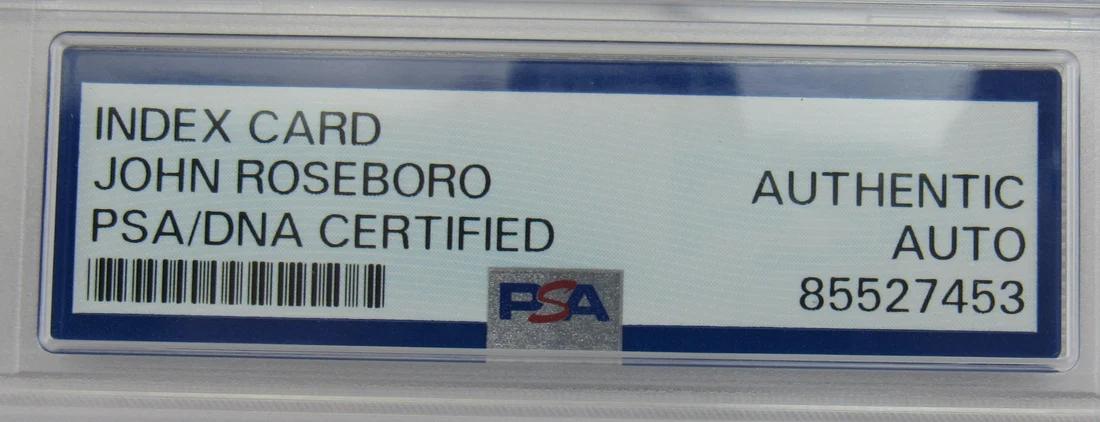 INDEX CARD
JOHN ROSEBORO
PSA/DNA CERTIFIED
AUTHENTIC
AUTO
85527453
PSA